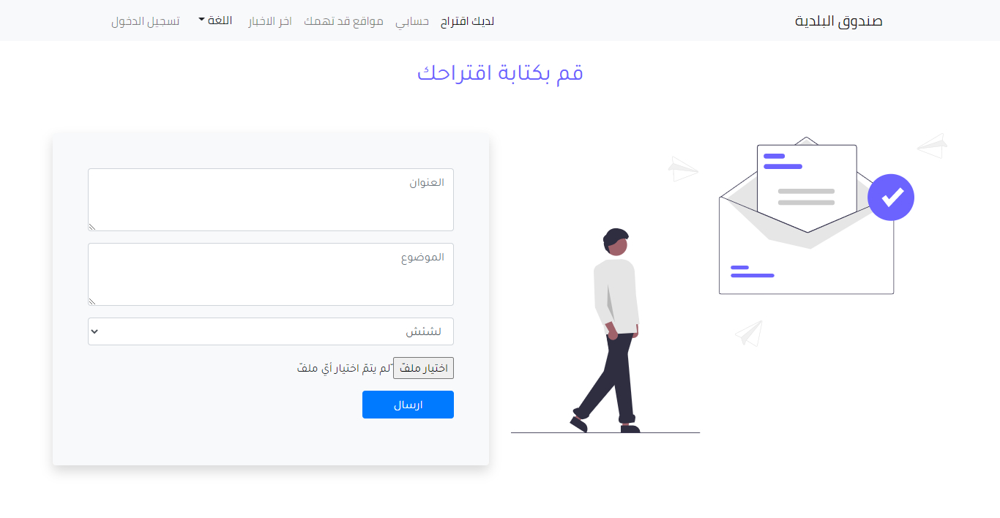 صندوق البلدية
لديك اقتراح
حسابي
مواقع قد تهمك
اخر الاخبار
اللغة
تسجيل الدخول
قم بكتابة اقتراحك
العنوان
الموضوع
لشئش
اختيار ملفّ لم يتمّ اختيار أيّ ملفّ
ارسال